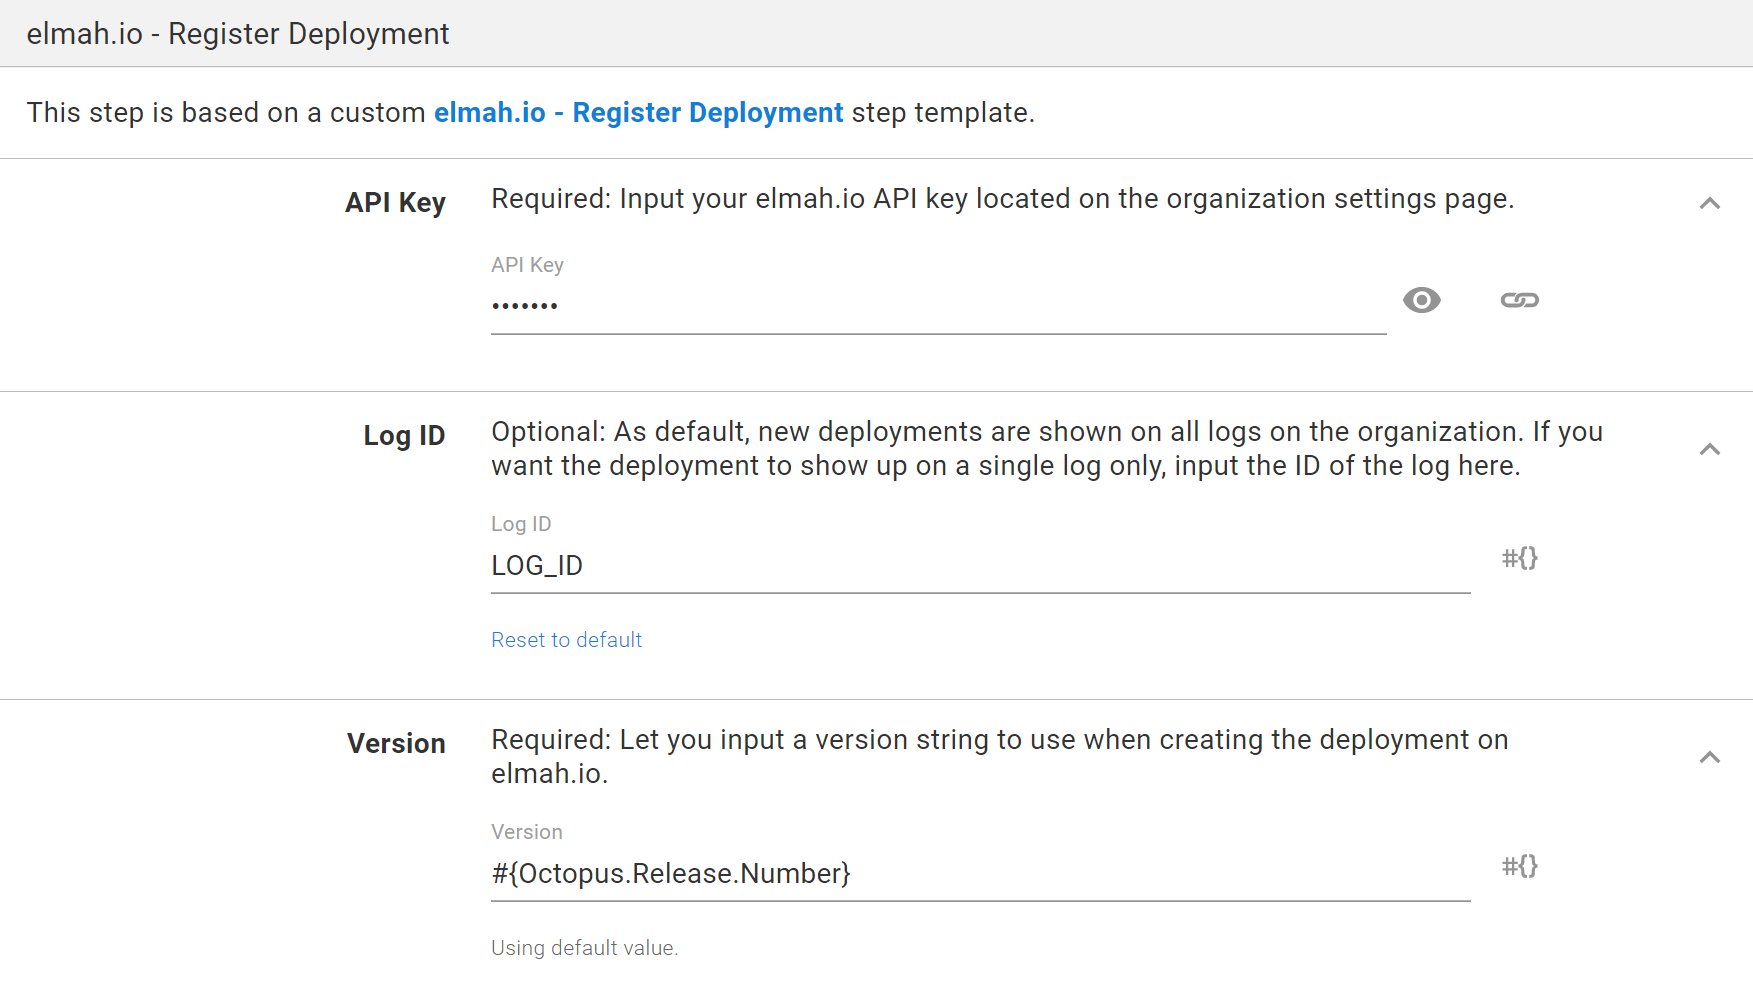 elmah.io - Register Deployment
This step is based on a custom elmah.io - Register Deployment step template.
API Key
Required: Input your elmah.io API key located on the organization settings page.
API Key
•••••••
Log ID
Optional: As default, new deployments are shown on all logs on the organization. If you
want the deployment to show up on a single log only, input the ID of the log here.
Log ID
LOG_ID
#{}
Reset to default
Version
Required: Let you input a version string to use when creating the deployment on
elmah.io.
Version
#{Octopus.Release.Number}
#{}
Using default value.